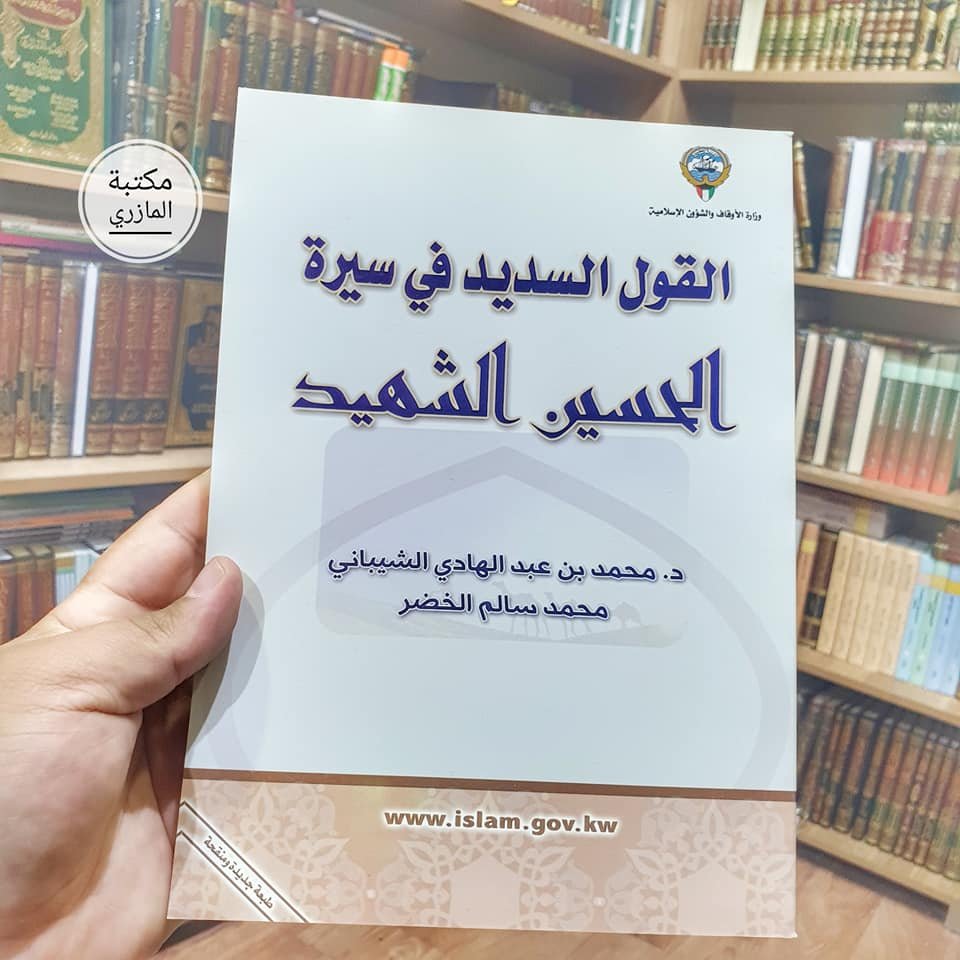 مكتبة
المازري
وزارة الأوقاف والشؤون الإسلامية
القول السديد في سيرة
الحسين الشهيد
د. محمد بن عبد الهادي الشيباني
محمد سالم الخضر
www.islam.gov.kw
طبعة جديدة ومنقحة